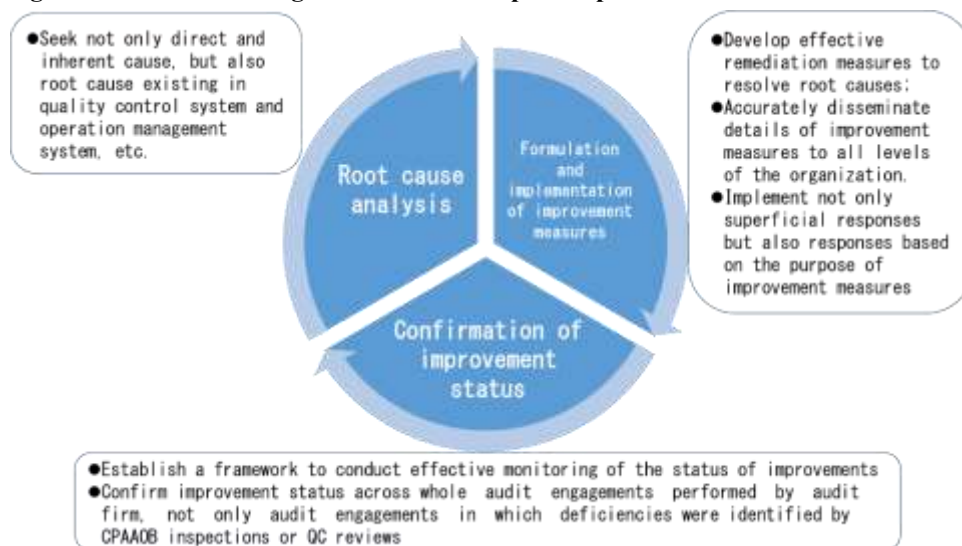 ●Seek not only direct and
inherent cause, but also
root cause existing in
quality control system and
operation management
system, etc.
Root cause
analysis
Formulation
and
implementation
of improvement
measures
●Develop effective
remediation measures to
resolve root causes;
●Accurately disseminate
details of improvement
measures to all levels
of the organization.
●Implement not only
superficial responses
but also responses based
on the purpose of
improvement measures
Confirmation of
improvement
status
●Establish a framework to conduct effective monitoring of the status of improvements
●Confirm improvement status across whole audit engagements performed by audit
firm, not only audit engagements in which deficiencies were identified by
CPAAOB inspections or QC reviews